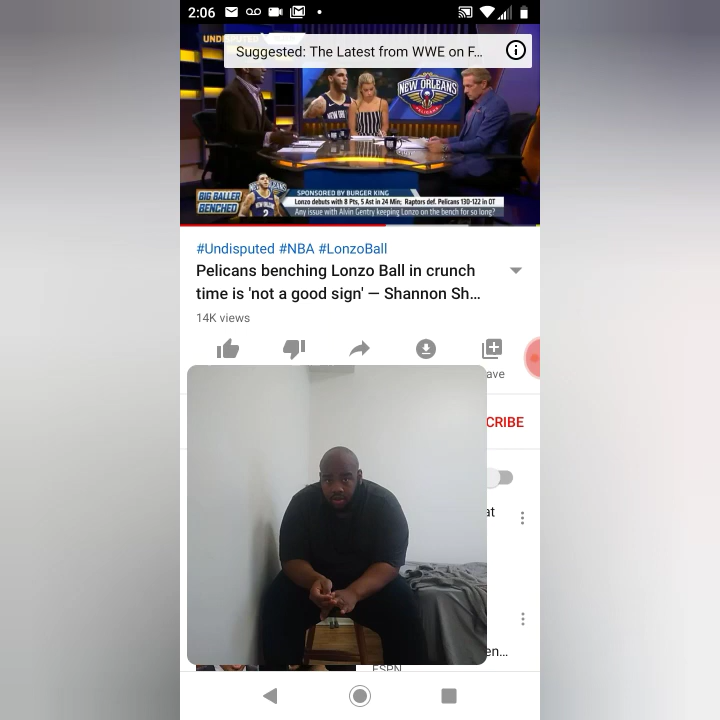 2:06
UND
Suggested: The Latest from WWE on F...
NEW ORLEANS
BIG BALLER
BENCHED
SPONSORED BY BURGER KING
Lonzo debuts with 8 Pts, 5 Ast in 24 Min; Raptors def. Pelicans 130-122 in OT
Any issue with Alvin Gentry keeping Lonzo on the bench for so long?
#Undisputed #NBA #LonzoBall
Pelicans benching Lonzo Ball in crunch
time is 'not a good sign' — Shannon Sh...
14K views
ave
CRIBE
at
en...
ESPN